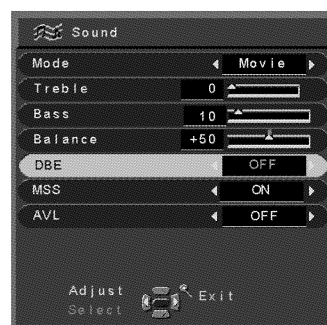 Sound
Mode Movie
Treble 0
Bass 10
Balance +50
DBE OFF
MSS ON
AVL OFF
Adjust Exit
Select